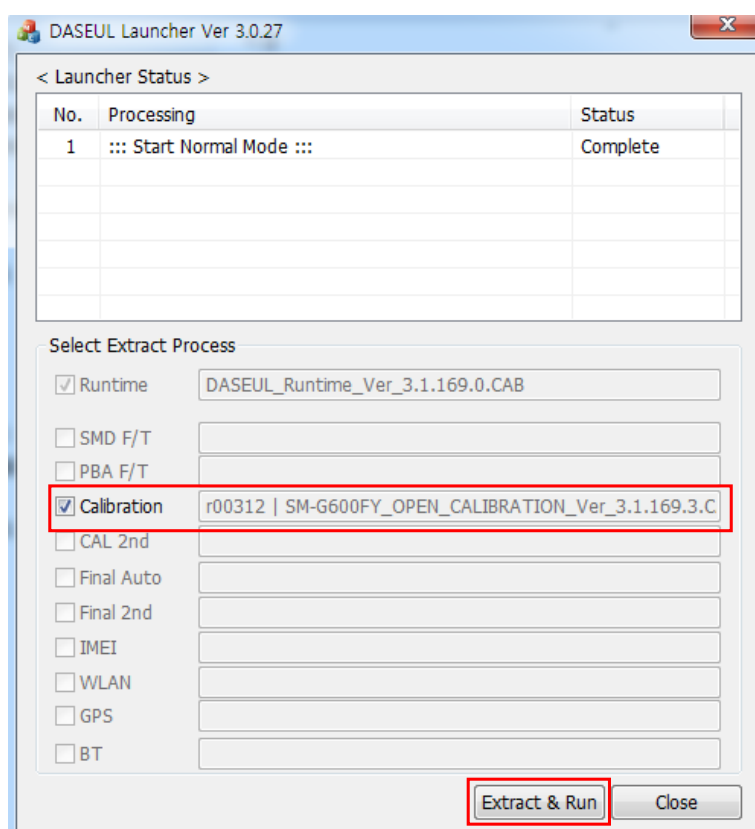 DASEUL Launcher Ver 3.0.27
< Launcher Status >
No. Processing Status
1 ::: Start Normal Mode ::: Complete
Select Extract Process
Runtime DASEUL_Runtime_Ver_3.1.169.0.CAB
SMD F/T
PBA F/T
Calibration r00312 | SM-G600FY_OPEN_CALIBRATION_Ver_3.1.169.3.C
CAL 2nd
Final Auto
Final 2nd
IMEI
WLAN
GPS
BT
Extract & Run Close